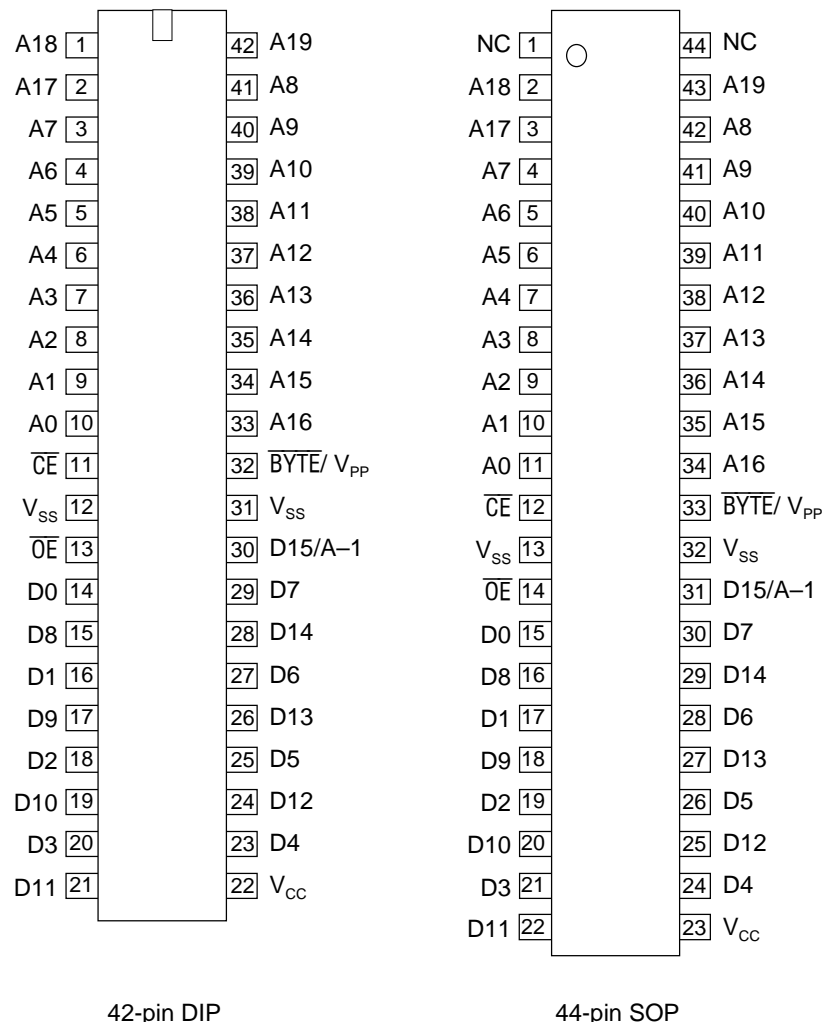 A18 1 42 A19
A17 2 41 A8
A7 3 40 A9
A6 4 39 A10
A5 5 38 A11
A4 6 37 A12
A3 7 36 A13
A2 8 35 A14
A1 9 34 A15
A0 10 33 A16
C̅E̅ 11 32 B̅Y̅T̅E̅/ VPP
VSS 12 31 VSS
O̅E̅ 13 30 D15/A–1
D0 14 29 D7
D8 15 28 D14
D1 16 27 D6
D9 17 26 D13
D2 18 25 D5
D10 19 24 D12
D3 20 23 D4
D11 21 22 VCC
42-pin DIP
NC 1 44 NC
A18 2 43 A19
A17 3 42 A8
A7 4 41 A9
A6 5 40 A10
A5 6 39 A11
A4 7 38 A12
A3 8 37 A13
A2 9 36 A14
A1 10 35 A15
A0 11 34 A16
C̅E̅ 12 33 B̅Y̅T̅E̅/ VPP
VSS 13 32 VSS
O̅E̅ 14 31 D15/A–1
D0 15 30 D7
D8 16 29 D14
D1 17 28 D6
D9 18 27 D13
D2 19 26 D5
D10 20 25 D12
D3 21 24 D4
D11 22 23 VCC
44-pin SOP